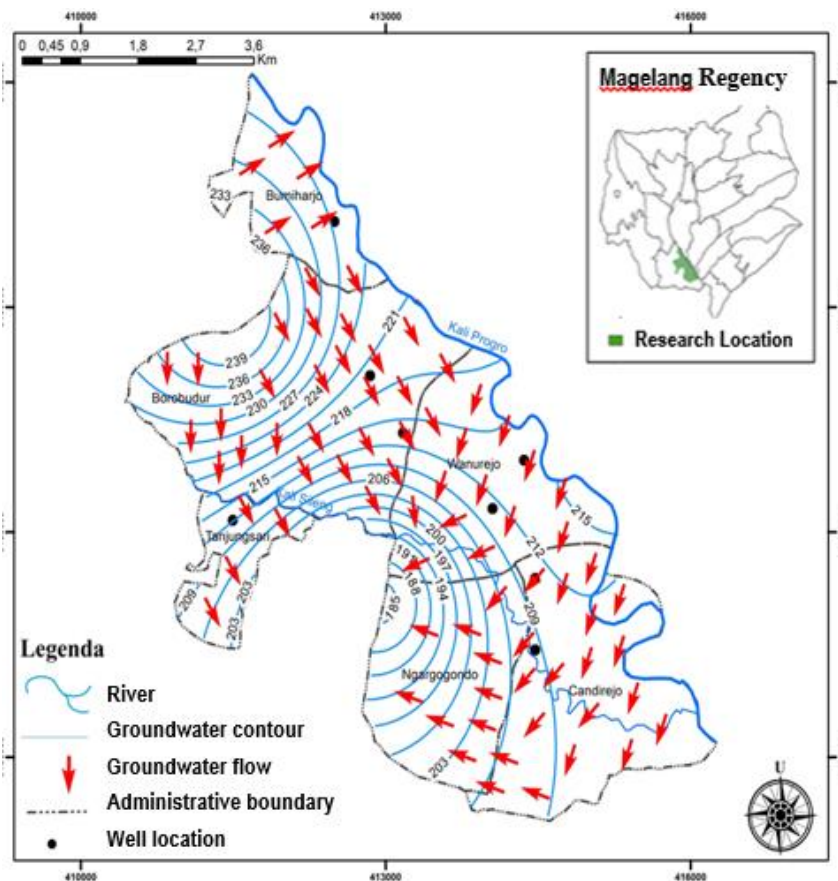 410000 413000 416000
0 0,45 0,9 1,8 2,7 3,6
Km
Magelang Regency
Research Location
Bumiharjo
233
236
221
Kali Progro
239
236
233
230
227
224
218
Borobudur
215
206
Wanurejo
Kali Sileng
200
215
212
Tanjungsari
197
194
191
188
185
209
203
203
209
Ngargogondo
Candirejo
203
Legenda
River
Groundwater contour
Groundwater flow
Administrative boundary
Well location
U
410000 413000 416000